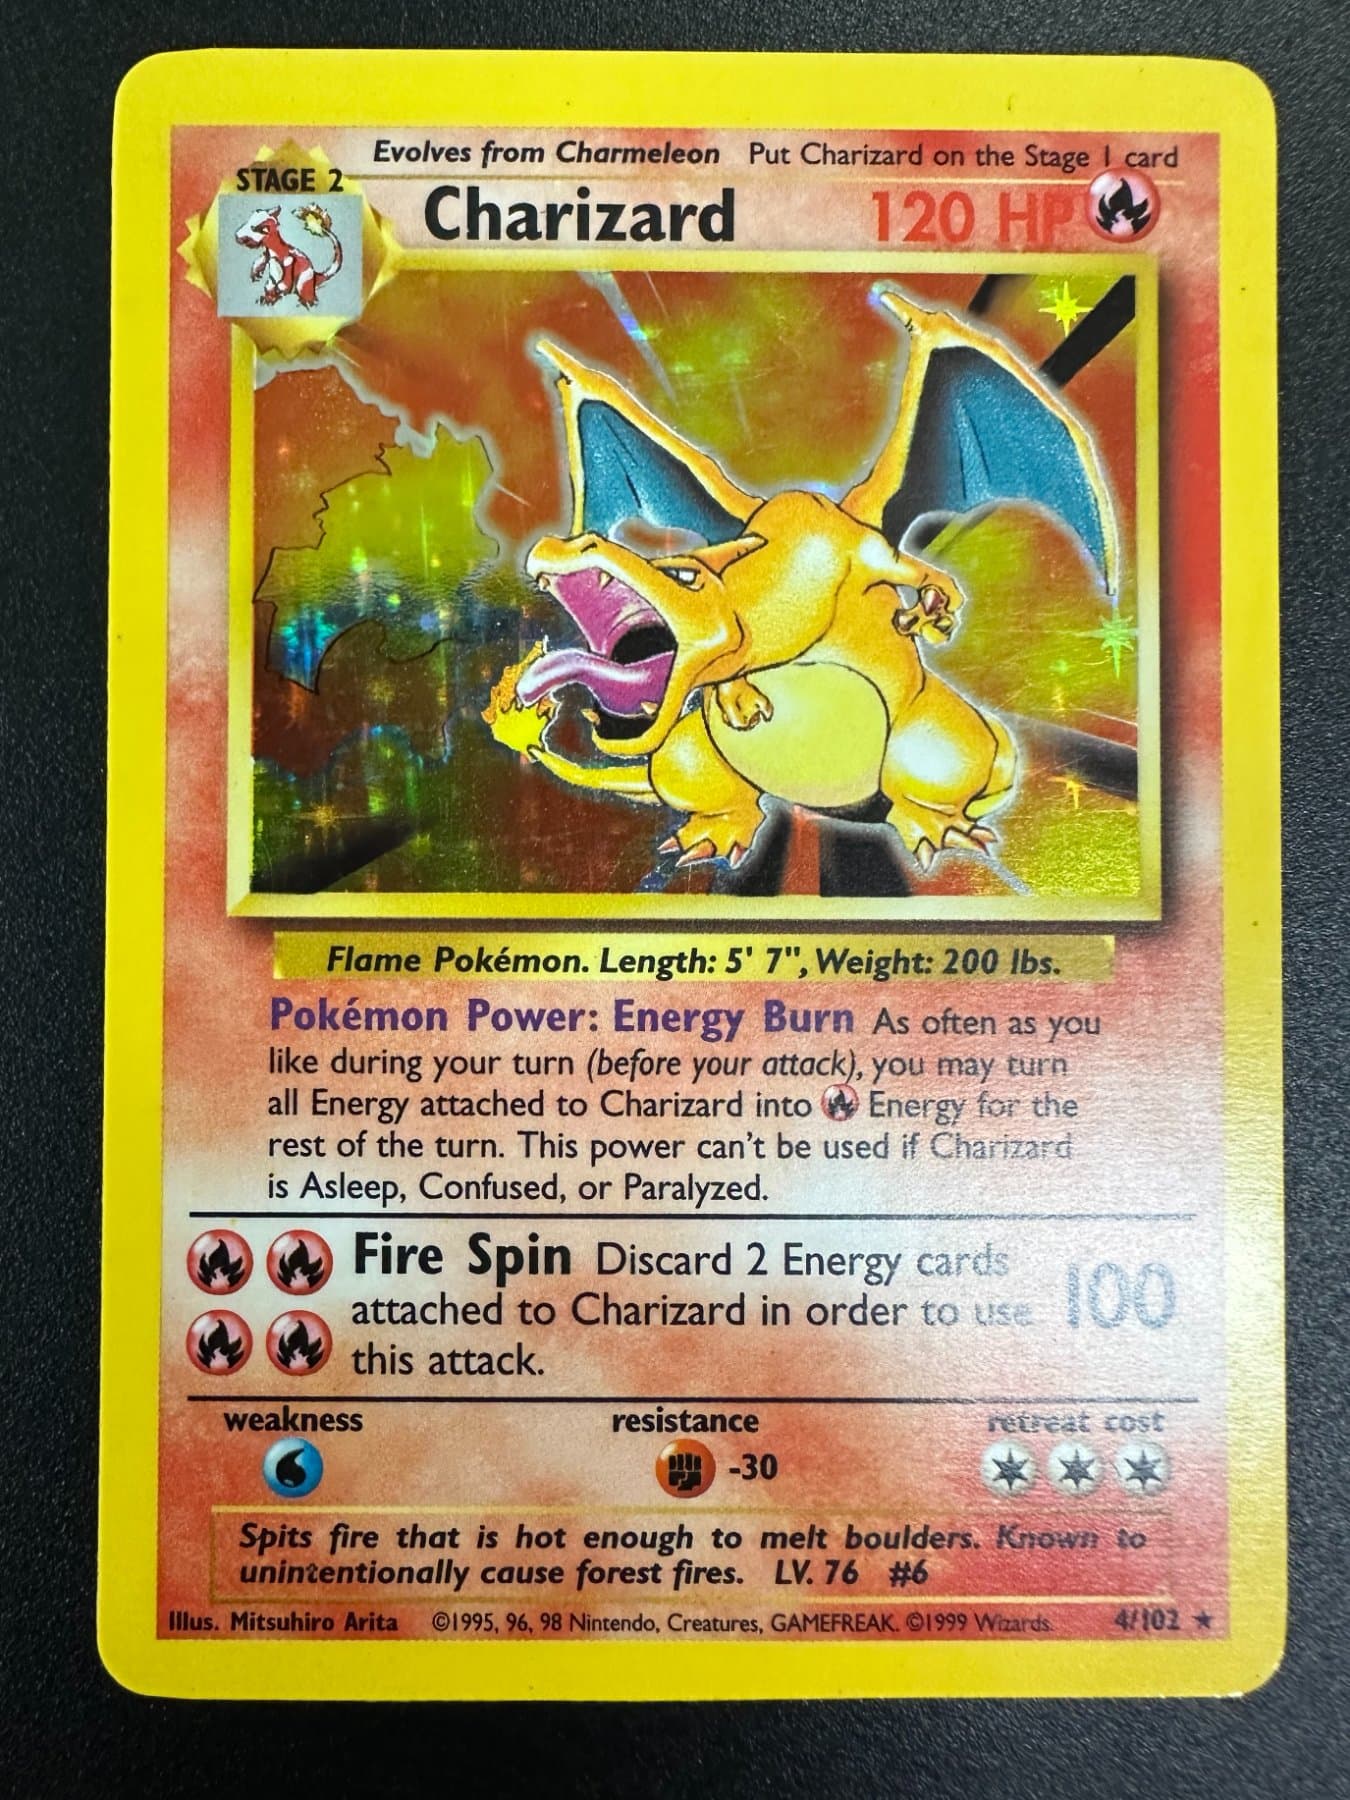 Evolves from Charmeleon Put Charizard on the Stage 1 card
STAGE 2
Charizard 120 HP
Flame Pokémon. Length: 5' 7", Weight: 200 lbs.
Pokémon Power: Energy Burn As often as you
like during your turn (before your attack), you may turn
all Energy attached to Charizard into Energy for the
rest of the turn. This power can't be used if Charizard
is Asleep, Confused, or Paralyzed.
Fire Spin Discard 2 Energy cards
attached to Charizard in order to use 100
this attack.
weakness resistance retreat cost
-30
Spits fire that is hot enough to melt boulders. Known to
unintentionally cause forest fires. LV. 76 #6
Illus. Mitsuhiro Arita ©1995, 96, 98 Nintendo, Creatures, GAMEFREAK. ©1999 Wizards. 4/102 ★